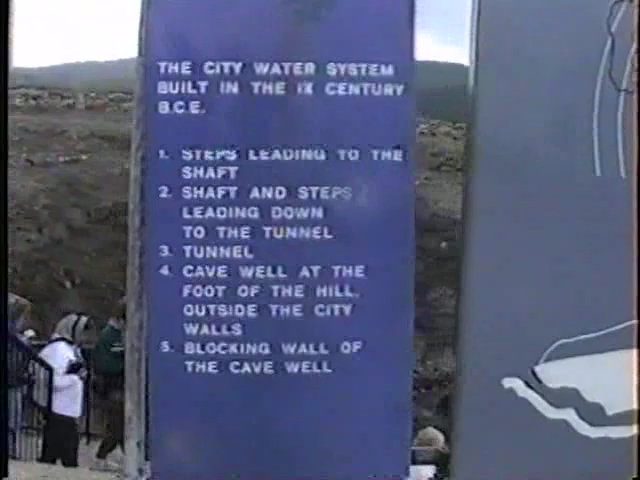 THE CITY WATER SYSTEM
BUILT IN THE IX CENTURY
B.C.E.
1. STEPS LEADING TO THE
SHAFT
2. SHAFT AND STEPS
LEADING DOWN
TO THE TUNNEL
3. TUNNEL
4. CAVE WELL AT THE
FOOT OF THE HILL,
OUTSIDE THE CITY
WALLS
5. BLOCKING WALL OF
THE CAVE WELL